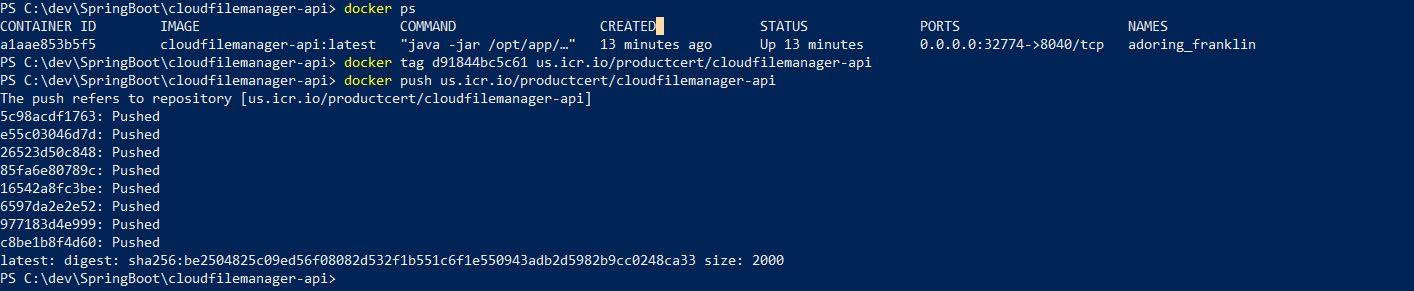 PS C:\dev\SpringBoot\cloudfilemanager-api> docker ps
CONTAINER ID IMAGE COMMAND CREATED STATUS PORTS NAMES
a1aae853b5f5 cloudfilemanager-api:latest "java -jar /opt/app/…" 13 minutes ago Up 13 minutes 0.0.0.0:32774->8040/tcp adoring_franklin
PS C:\dev\SpringBoot\cloudfilemanager-api> docker tag d91844bc5c61 us.icr.io/productcert/cloudfilemanager-api
PS C:\dev\SpringBoot\cloudfilemanager-api> docker push us.icr.io/productcert/cloudfilemanager-api
The push refers to repository [us.icr.io/productcert/cloudfilemanager-api]
5c98acdf1763: Pushed
e55c03046d7d: Pushed
26523d50c848: Pushed
85fa6e80789c: Pushed
16542a8fc3be: Pushed
6597da2e2e52: Pushed
977183d4e999: Pushed
c8be1b8f4d60: Pushed
latest: digest: sha256:be2504825c09ed56f08082d532f1b551c6f1e550943adb2d5982b9cc0248ca33 size: 2000
PS C:\dev\SpringBoot\cloudfilemanager-api>